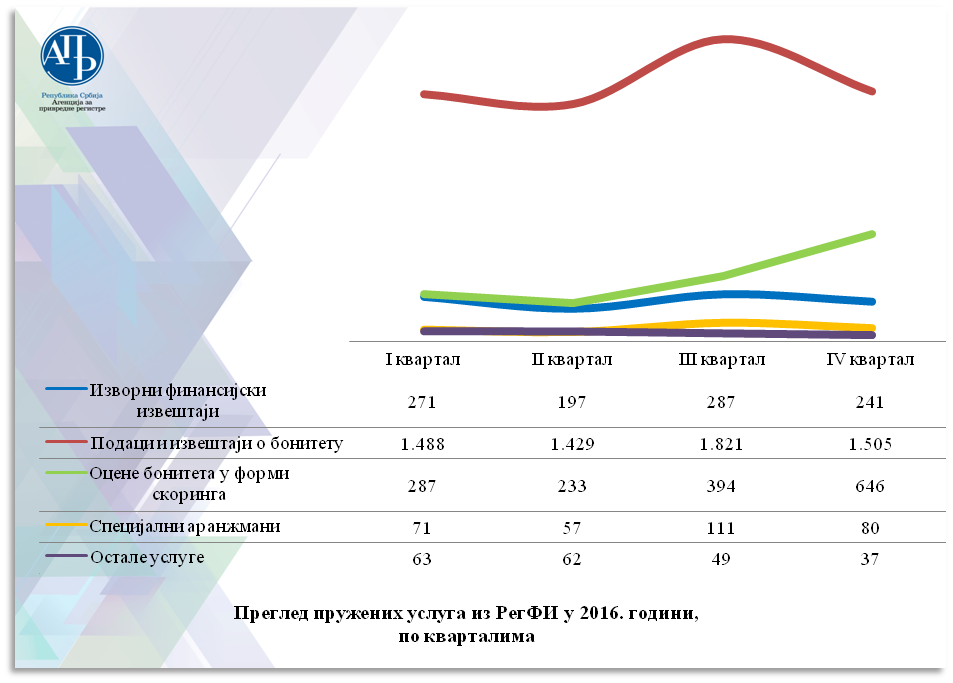 АПР
Република Србија
Агенција за
привредне регистре
I квартал II квартал III квартал IV квартал
Изворни финансијски
извештаји 271 197 287 241
Подаци и извештаји о бонитету 1.488 1.429 1.821 1.505
Оцене бонитета у форми
скоринга 287 233 394 646
Специјални аранжмани 71 57 111 80
Остале услуге 63 62 49 37
Преглед пружених услуга из РегФИ у 2016. години,
по кварталима